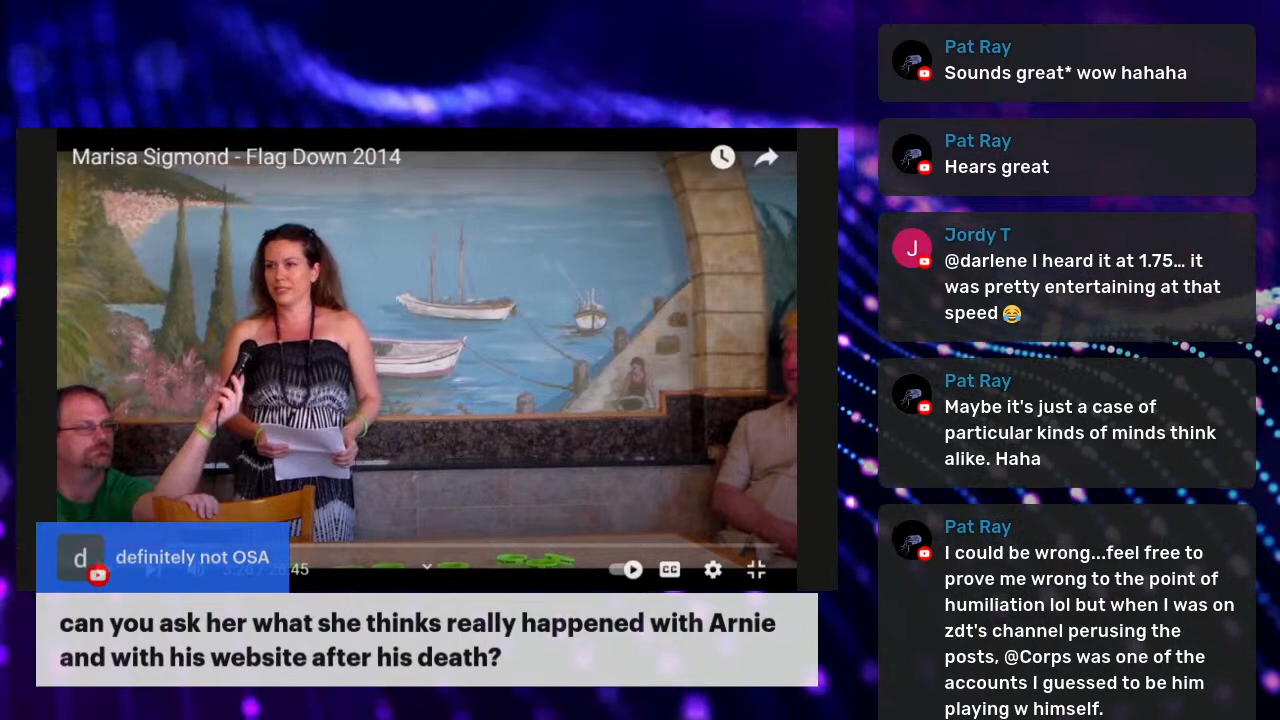 Marisa Sigmond - Flag Down 2014
CC
d
definitely not OSA
45
can you ask her what she thinks really happened with Arnie
and with his website after his death?
Pat Ray
Sounds great* wow hahaha
Pat Ray
Hears great
J
Jordy T
@darlene I heard it at 1.75… it
was pretty entertaining at that
speed 😂
Pat Ray
Maybe it's just a case of
particular kinds of minds think
alike. Haha
Pat Ray
I could be wrong...feel free to
prove me wrong to the point of
humiliation lol but when I was on
zdt's channel perusing the
posts, @Corps was one of the
accounts I guessed to be him
playing w himself.